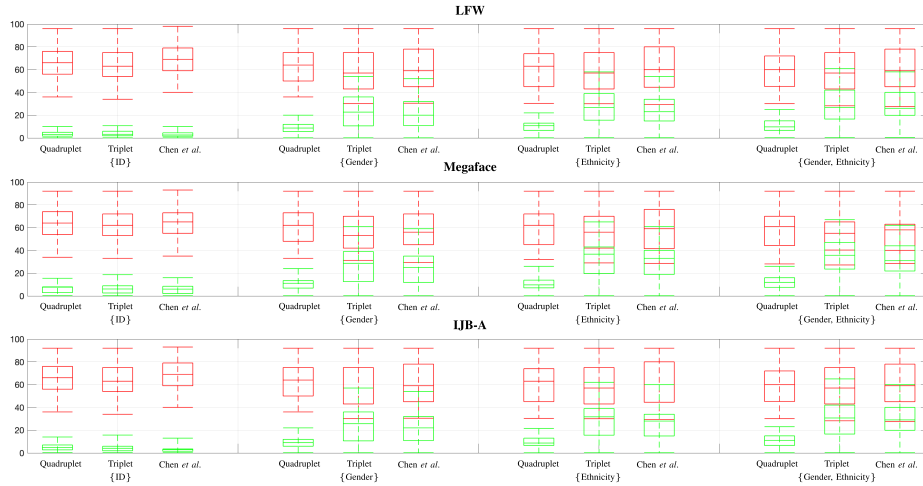 LFW
100
80
60
40
20
0
Quadruplet Triplet Chen et al. Quadruplet Triplet Chen et al. Quadruplet Triplet Chen et al. Quadruplet Triplet Chen et al.
{ID} {Gender} {Ethnicity} {Gender, Ethnicity}
Megaface
100
80
60
40
20
0
Quadruplet Triplet Chen et al. Quadruplet Triplet Chen et al. Quadruplet Triplet Chen et al. Quadruplet Triplet Chen et al.
{ID} {Gender} {Ethnicity} {Gender, Ethnicity}
IJB-A
100
80
60
40
20
0
Quadruplet Triplet Chen et al. Quadruplet Triplet Chen et al. Quadruplet Triplet Chen et al. Quadruplet Triplet Chen et al.
{ID} {Gender} {Ethnicity} {Gender, Ethnicity}